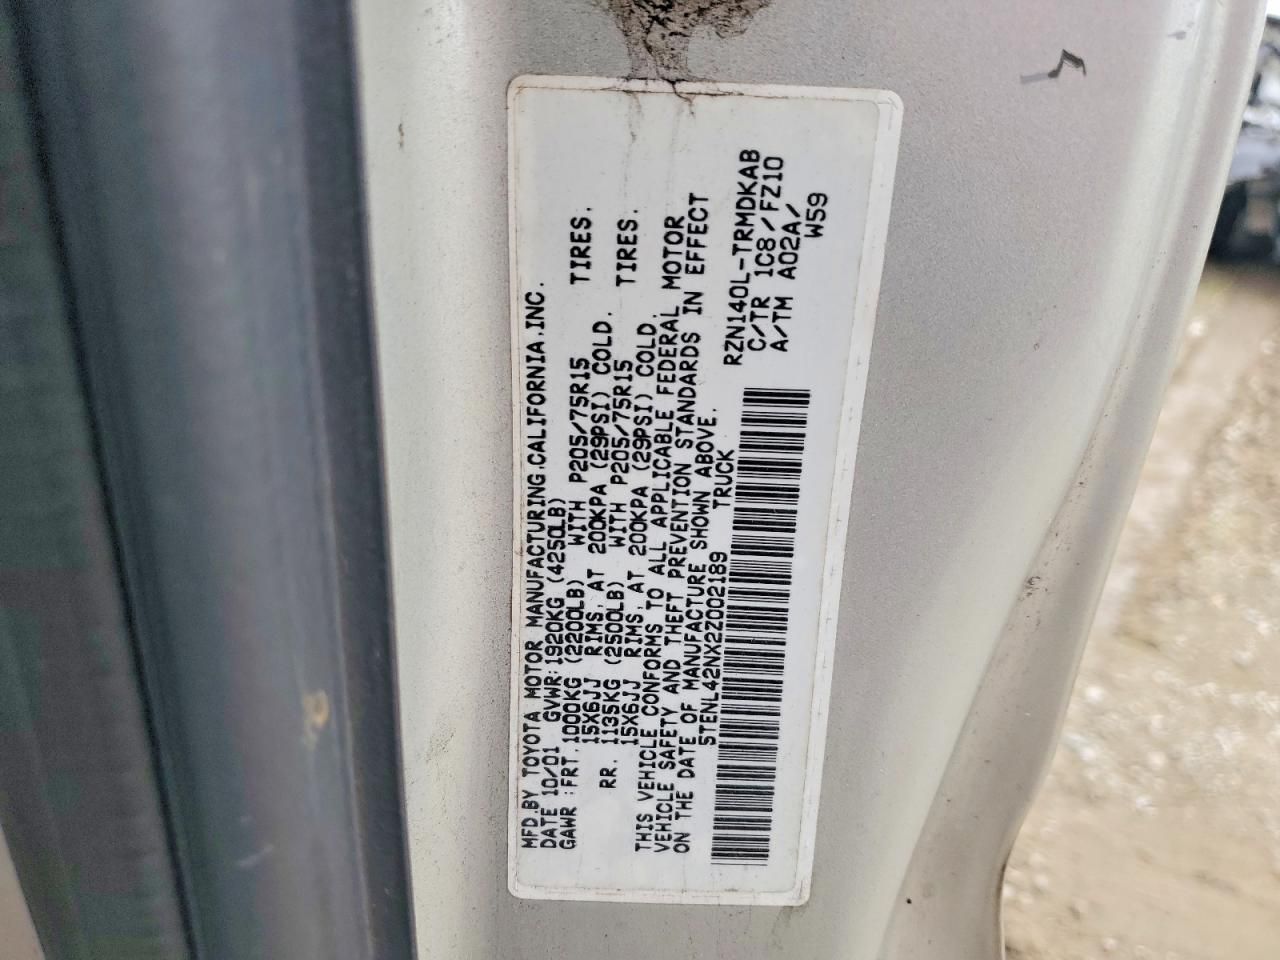 MFD.BY TOYOTA MOTOR MANUFACTURING.CALIFORNIA.INC.
DATE 10/01 GVWR:1920KG (4250LB)
GAWR :FRT.1000KG (2200LB) WITH P205/75R15 TIRES.
15X6JJ RIMS, AT 200KPA (29PSI) COLD.
RR. 1135KG (2500LB) WITH P205/75R15 TIRES.
15X6JJ RIMS, AT 200KPA (29PSI) COLD.
THIS VEHICLE CONFORMS TO ALL APPLICABLE FEDERAL MOTOR
VEHICLE SAFETY AND THEFT PREVENTION STANDARDS IN EFFECT
ON THE DATE OF MANUFACTURE SHOWN ABOVE.
5TENL42NX2Z002189 TRUCK
RZN140L-TRMDKAB
C/TR 1C8/FZ10
A/TM A02A/
W59